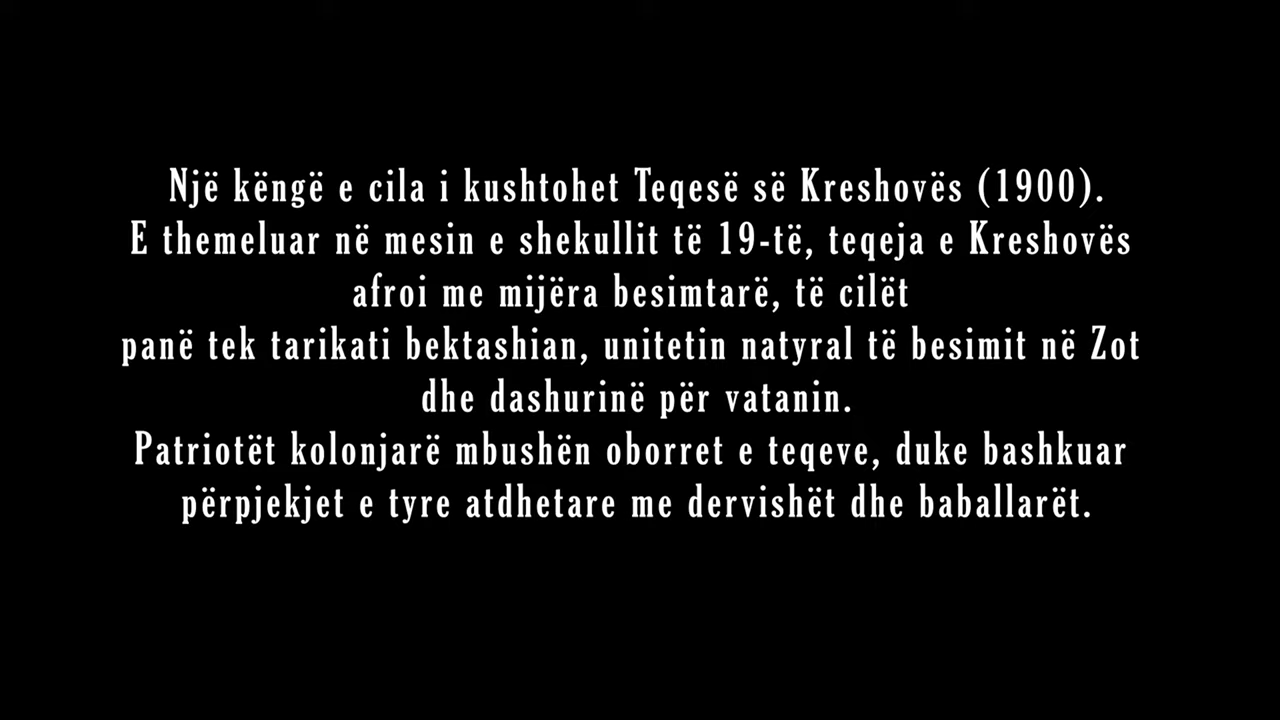 Një këngë e cila i kushtohet Teqesë së Kreshovës (1900).
E themeluar në mesin e shekullit të 19-të, teqeja e Kreshovës
afroi me mijëra besimtarë, të cilët
panë tek tarikati bektashian, unitetin natyral të besimit në Zot
dhe dashurinë për vatanin.
Patriotët kolonjarë mbushën oborret e teqeve, duke bashkuar
përpjekjet e tyre atdhetare me dervishët dhe baballarët.